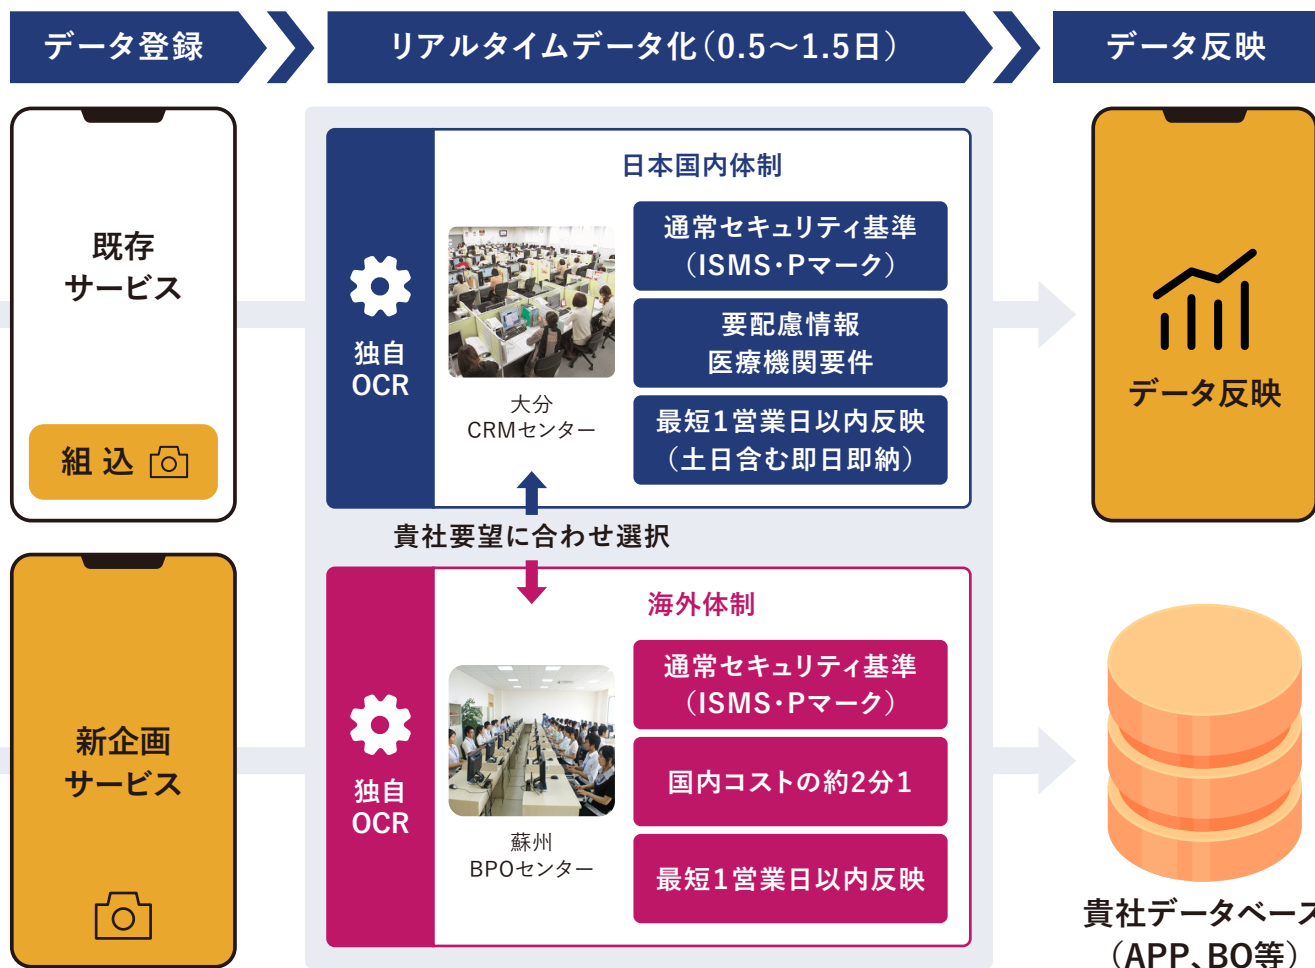 データ登録
リアルタイムデータ化（0.5〜1.5日）
データ反映
既存
サービス
組込
新企画
サービス
独自
OCR
日本国内体制
大分
CRMセンター
通常セキュリティ基準
（ISMS・Pマーク）
要配慮情報
医療機関要件
最短1営業日以内反映
（土日含む即日即納）
貴社要望に合わせ選択
独自
OCR
海外体制
蘇州
BPOセンター
通常セキュリティ基準
（ISMS・Pマーク）
国内コストの約2分1
最短1営業日以内反映
データ反映
貴社データベース
（APP、BO等）